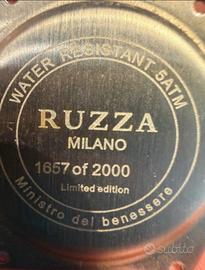 WATER RESISTANT 5ATM
RUZZA
MILANO
1657 of 2000
Limited edition
Ministro del benessere
subito